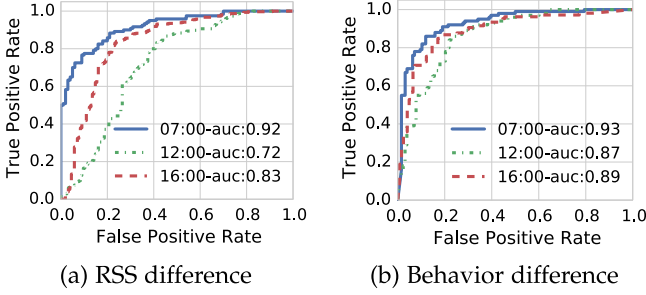 True Positive Rate
1.0
0.8
0.6
0.4
0.2
0.0
07:00-auc:0.92
12:00-auc:0.72
16:00-auc:0.83
0.0 0.2 0.4 0.6 0.8 1.0
False Positive Rate
(a) RSS difference
True Positive Rate
1.0
0.8
0.6
0.4
0.2
0.0
07:00-auc:0.93
12:00-auc:0.87
16:00-auc:0.89
0.0 0.2 0.4 0.6 0.8 1.0
False Positive Rate
(b) Behavior difference